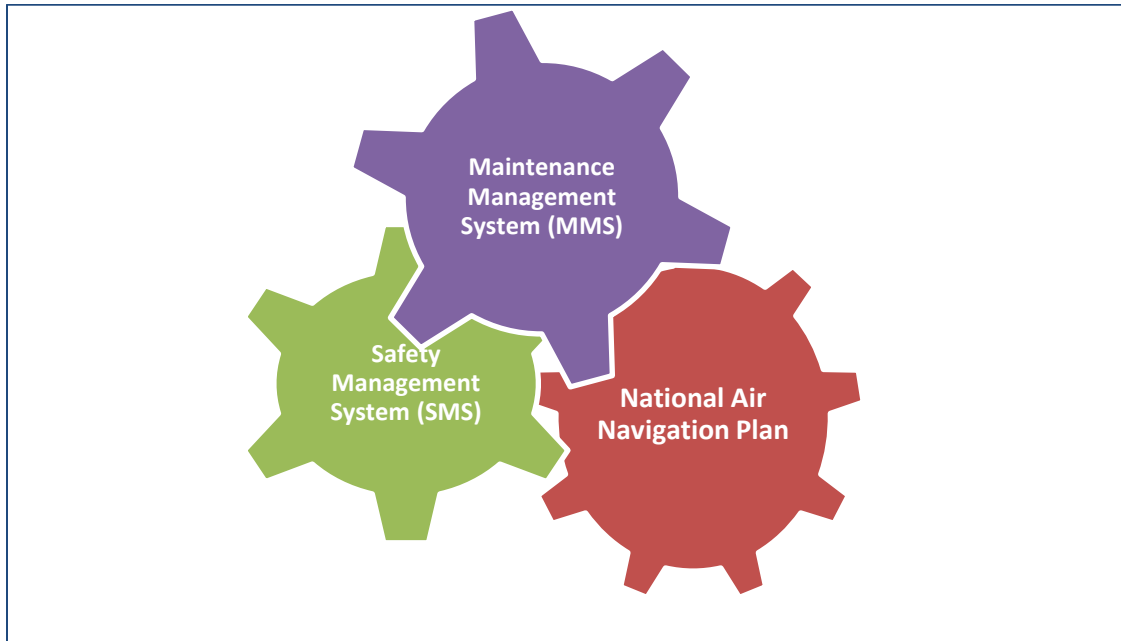 Maintenance
Management
System (MMS)
Safety
Management
System (SMS)
National Air
Navigation Plan